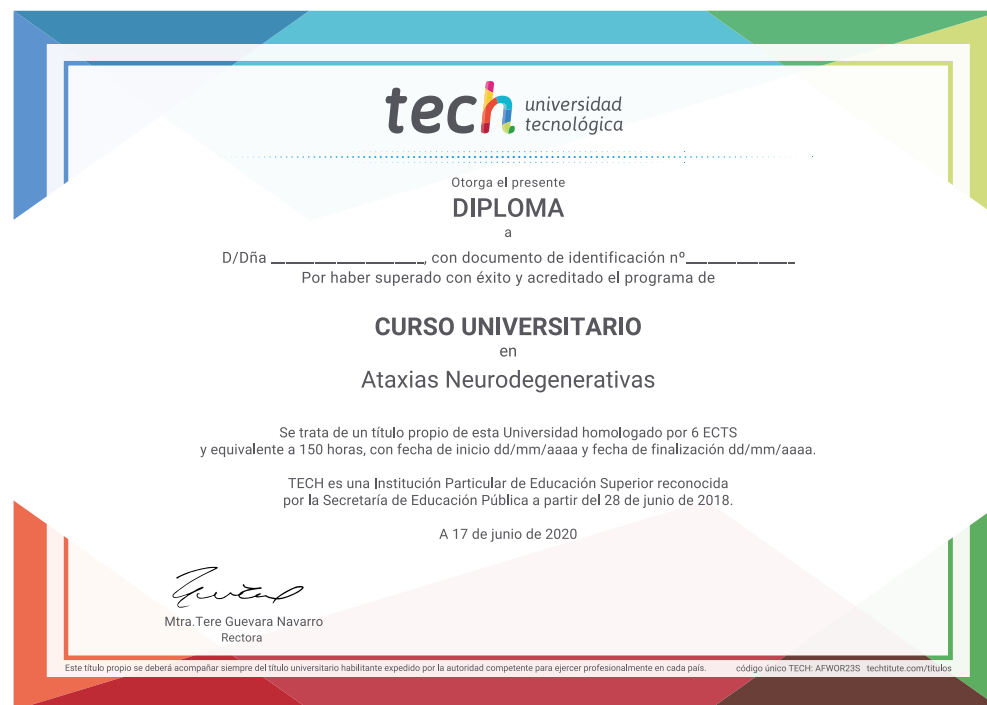 tech universidad
tecnológica
Otorga el presente
DIPLOMA
a
D/Dña ____________________, con documento de identificación nº______________
Por haber superado con éxito y acreditado el programa de
CURSO UNIVERSITARIO
en
Ataxias Neurodegenerativas
Se trata de un título propio de esta Universidad homologado por 6 ECTS
y equivalente a 150 horas, con fecha de inicio dd/mm/aaaa y fecha de finalización dd/mm/aaaa.
TECH es una Institución Particular de Educación Superior reconocida
por la Secretaría de Educación Pública a partir del 28 de junio de 2018.
A 17 de junio de 2020
Mtra.Tere Guevara Navarro
Rectora
Este título propio se deberá acompañar siempre del título universitario habilitante expedido por la autoridad competente para ejercer profesionalmente en cada país. código único TECH: AFWOR23S techtitute.com/titulos